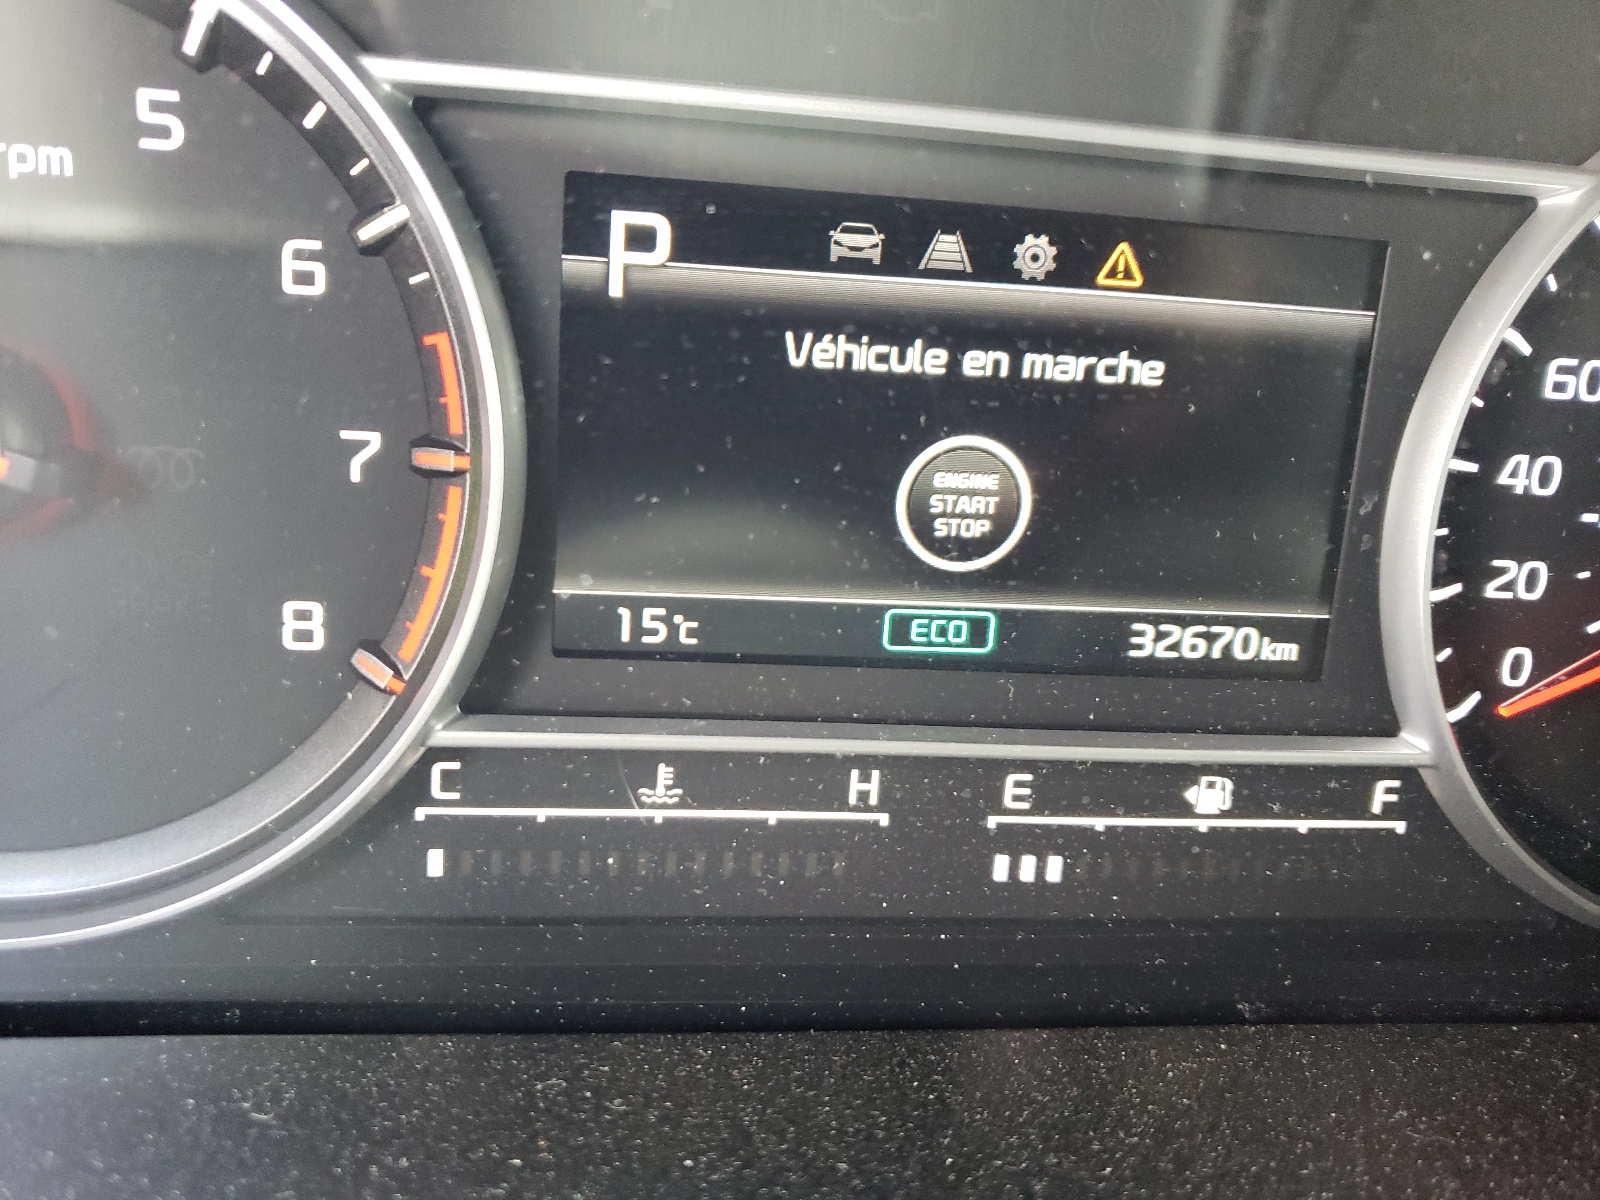 5
rpm
6
7
8
P
Véhicule en marche
ENGINE
START
STOP
15°C
ECO
32670km
60
40
20
0
C H
E F